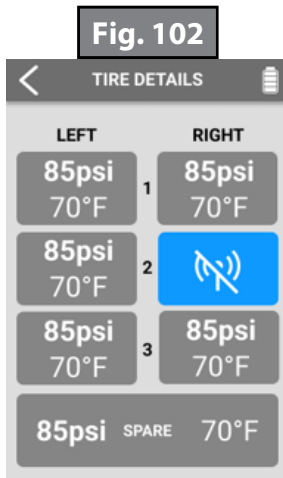 Fig. 102
TIRE DETAILS
LEFT RIGHT
85psi 85psi
70°F 1 70°F
85psi
70°F 2
85psi 85psi
70°F 3 70°F
85psi SPARE 70°F